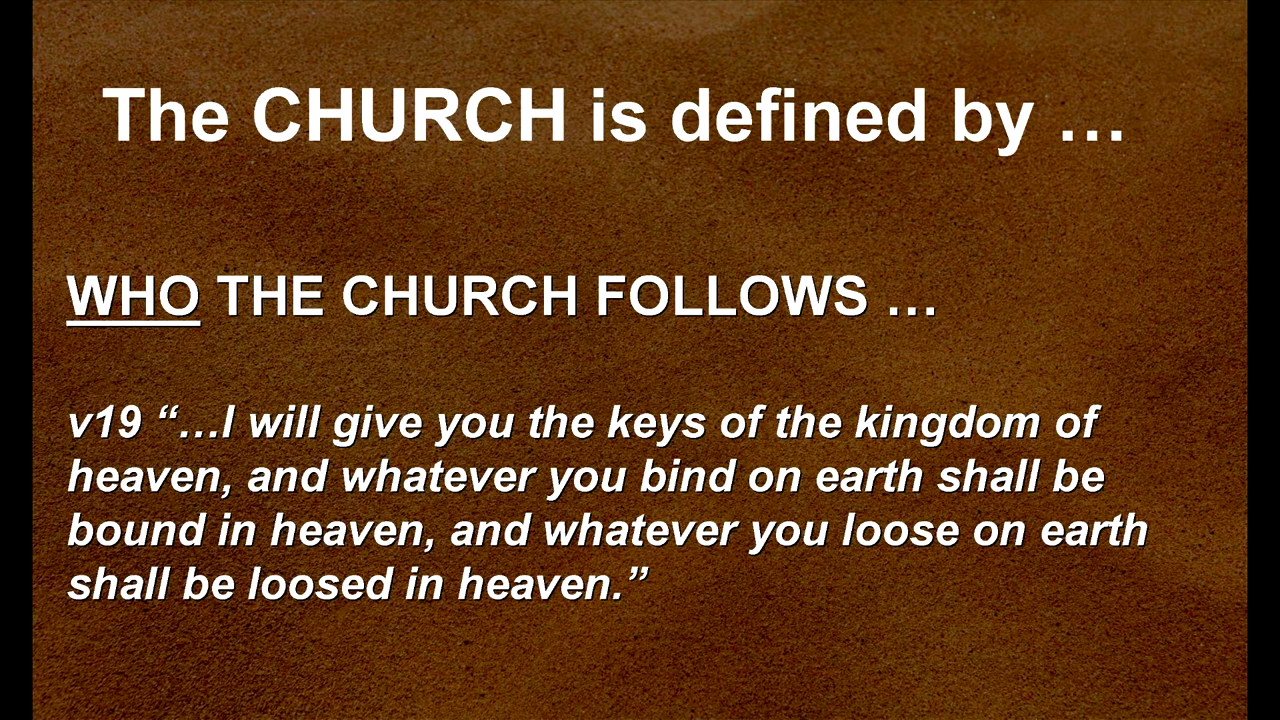 The CHURCH is defined by …
WHO THE CHURCH FOLLOWS …
v19 “…I will give you the keys of the kingdom of
heaven, and whatever you bind on earth shall be
bound in heaven, and whatever you loose on earth
shall be loosed in heaven.”